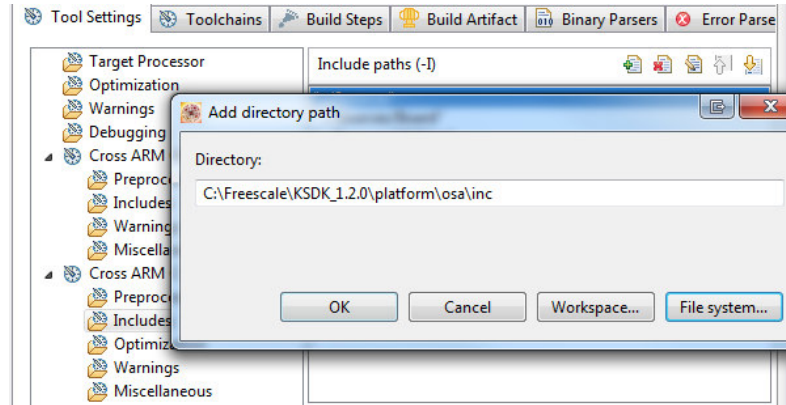 Tool Settings Toolchains Build Steps Build Artifact Binary Parsers Error Parse
Target Processor
Optimization
Warnings
Debugging
Cross ARM
Preproc
Includes
Warning
Miscella
Cross ARM
Preproc
Includes
Optimiz
Warnings
Miscellaneous
Include paths (-I)
Add directory path
Directory:
C:\Freescale\KSDK_1.2.0\platform\osa\inc
OK Cancel Workspace... File system...